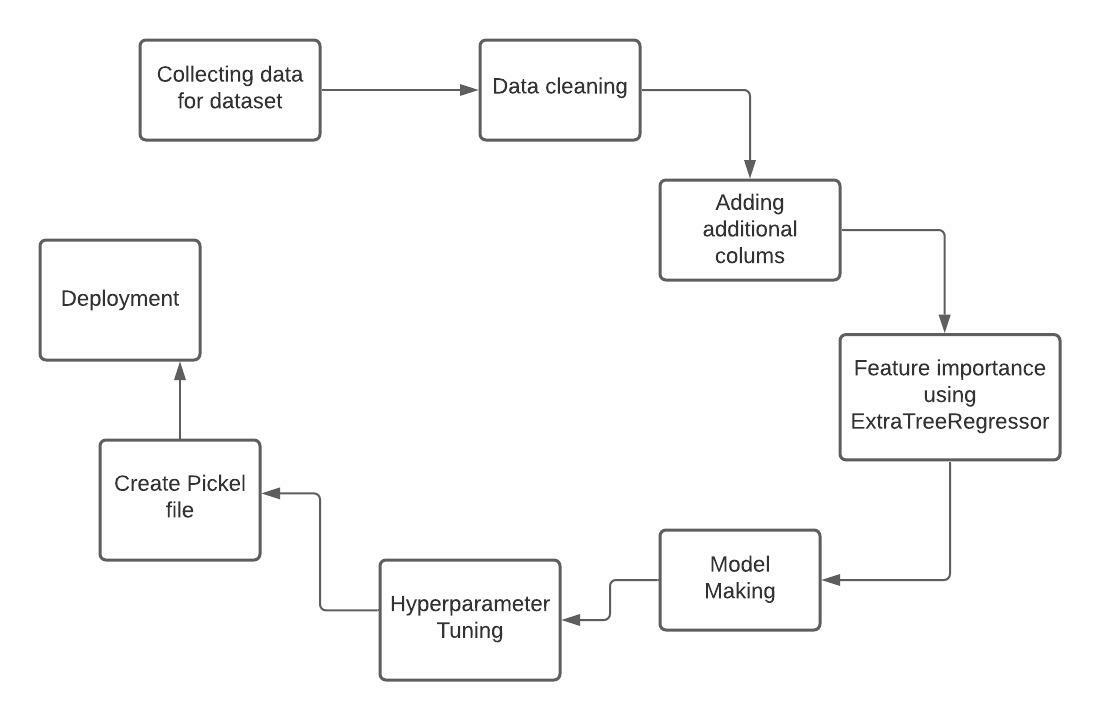 Collecting data
for dataset
Data cleaning
Adding
additional
colums
Feature importance
using
ExtraTreeRegressor
Model
Making
Hyperparameter
Tuning
Create Pickel
file
Deployment